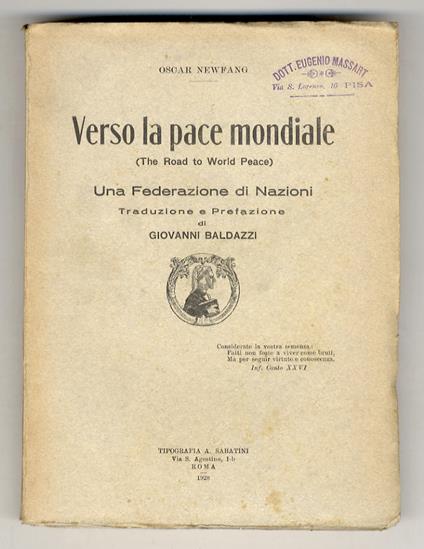 OSCAR NEWFANG
DOTT. EUGENIO MASSART
Via S. Lorenzo, 16 PISA
Verso la pace mondiale
(The Road to World Peace)
Una Federazione di Nazioni
Traduzione e Prefazione
di
GIOVANNI BALDAZZI
Considerate la vostra semenza:
Fatti non foste a viver come bruti,
Ma per seguir virtute e conoscenza.
Inf. Canto XXVI
TIPOGRAFIA A. SABATINI
Via S. Agostino, 1-b
ROMA
1928